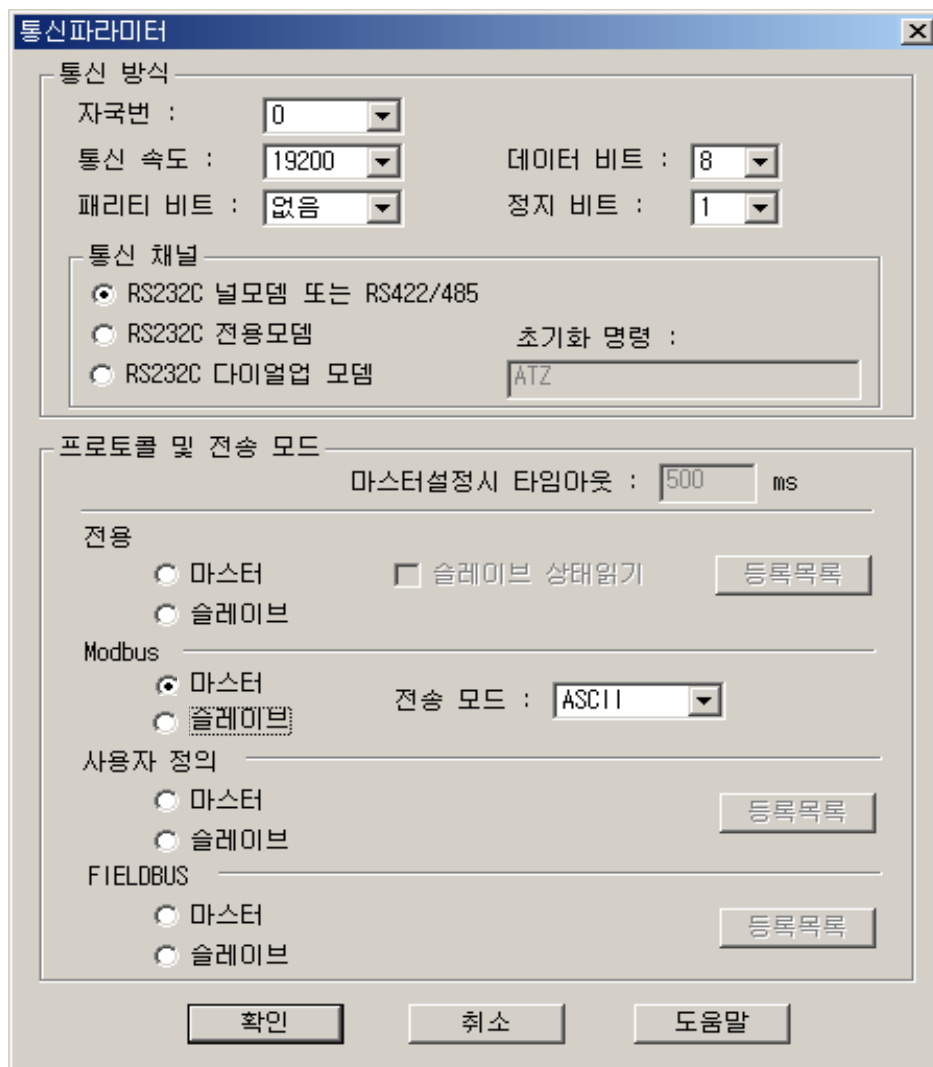 통신파라미터
통신 방식
자국번 : 0
통신 속도 : 19200 데이터 비트 : 8
패리티 비트 : 없음 정지 비트 : 1
통신 채널
RS232C 널모뎀 또는 RS422/485
RS232C 전용모뎀 초기화 명령 :
RS232C 다이얼업 모뎀 ATZ
프로토콜 및 전송 모드
마스터설정시 타임아웃 : 500 ms
전용
마스터 슬레이브 상태읽기 등록목록
슬레이브
Modbus
마스터 전송 모드 : ASCII
슬레이브
사용자 정의
마스터 등록목록
슬레이브
FIELDBUS
마스터 등록목록
슬레이브
확인 취소 도움말